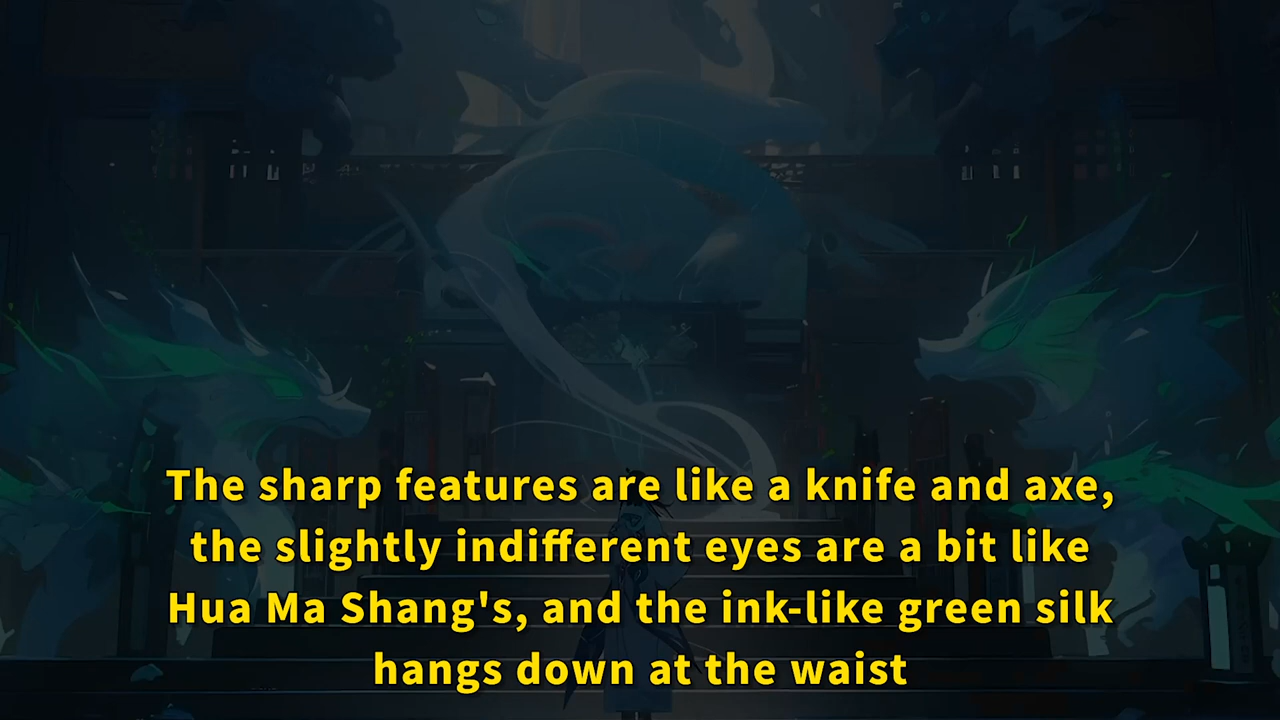 The sharp features are like a knife and axe,
the slightly indifferent eyes are a bit like
Hua Ma Shang's, and the ink-like green silk
hangs down at the waist